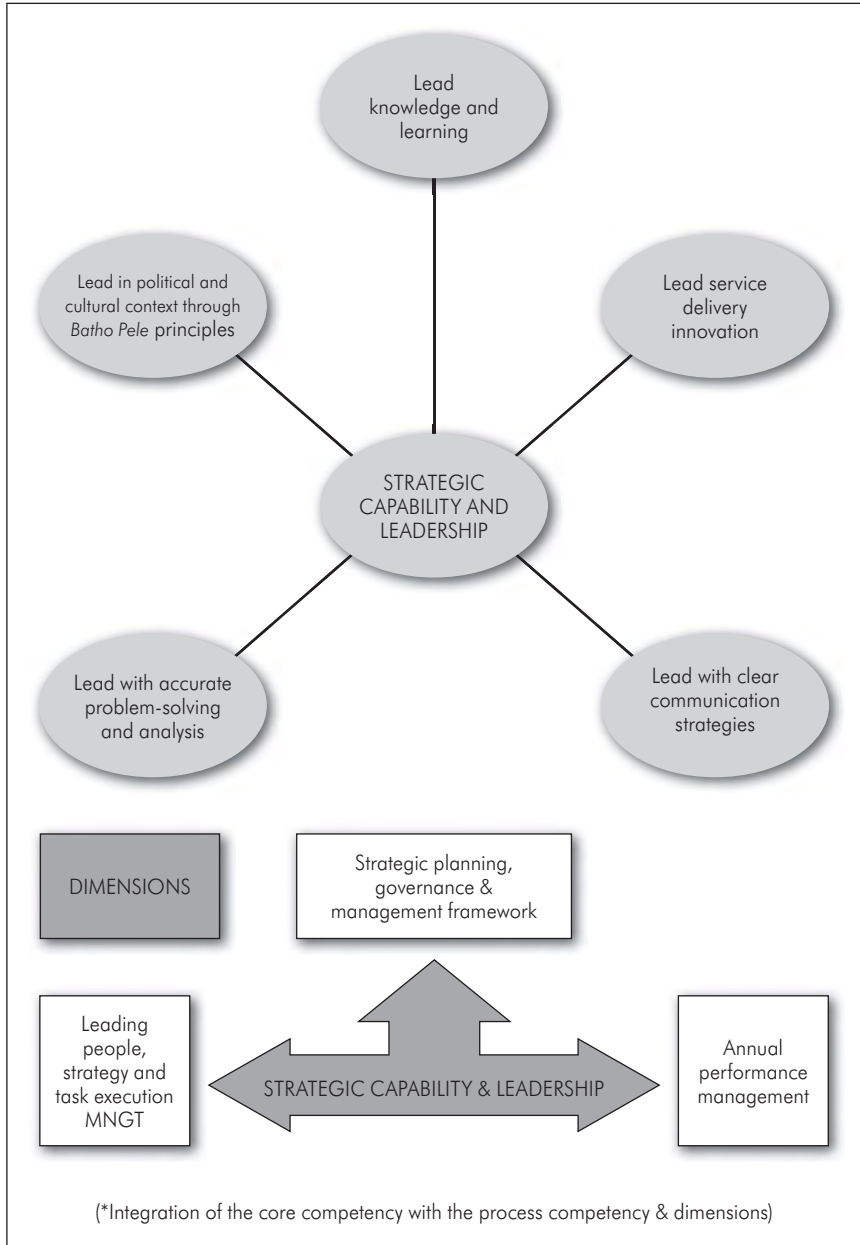 Lead
knowledge and
learning
Lead in political and
cultural context through
Batho Pele principles
Lead service
delivery
innovation
STRATEGIC
CAPABILITY AND
LEADERSHIP
Lead with accurate
problem-solving
and analysis
Lead with clear
communication
strategies
DIMENSIONS
Strategic planning,
governance &
management framework
Leading
people,
strategy and
task execution
MNGT
STRATEGIC CAPABILITY & LEADERSHIP
Annual
performance
management
(*Integration of the core competency with the process competency & dimensions)